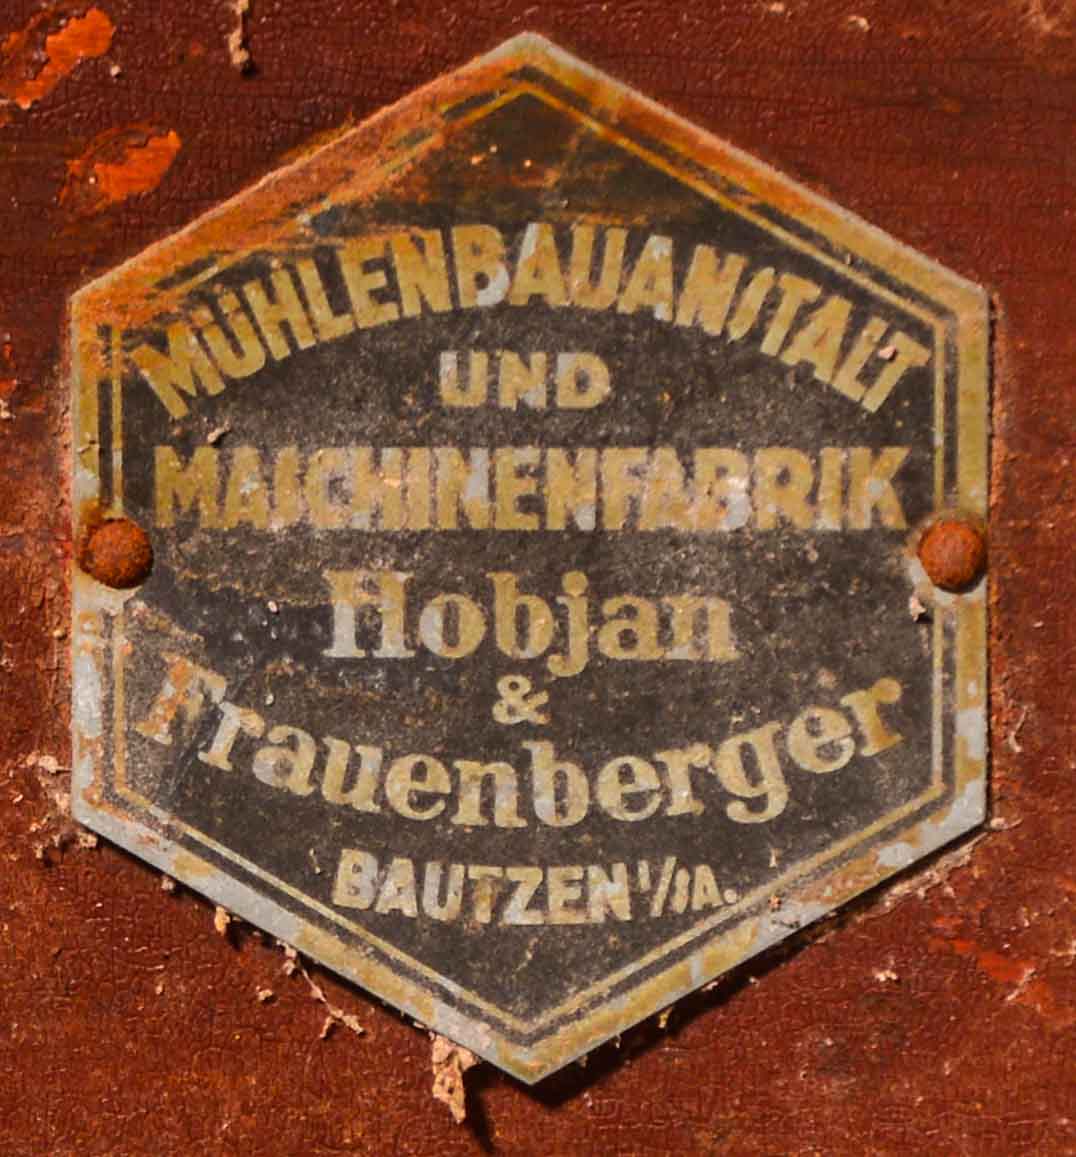 MÜHLENBAUANSTALT
UND
MASCHINENFABRIK
Hobjan
&
Frauenberger
BAUTZEN i/SA.